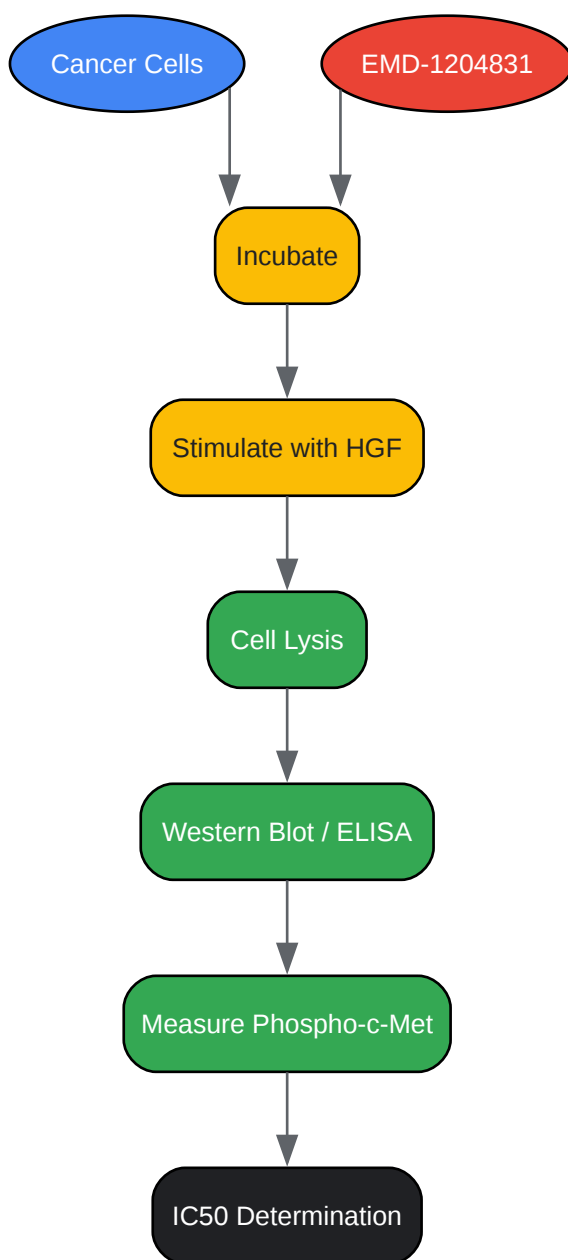 Cancer Cells
EMD-1204831
Incubate
Stimulate with HGF
Cell Lysis
Western Blot / ELISA
Measure Phospho-c-Met
IC50 Determination